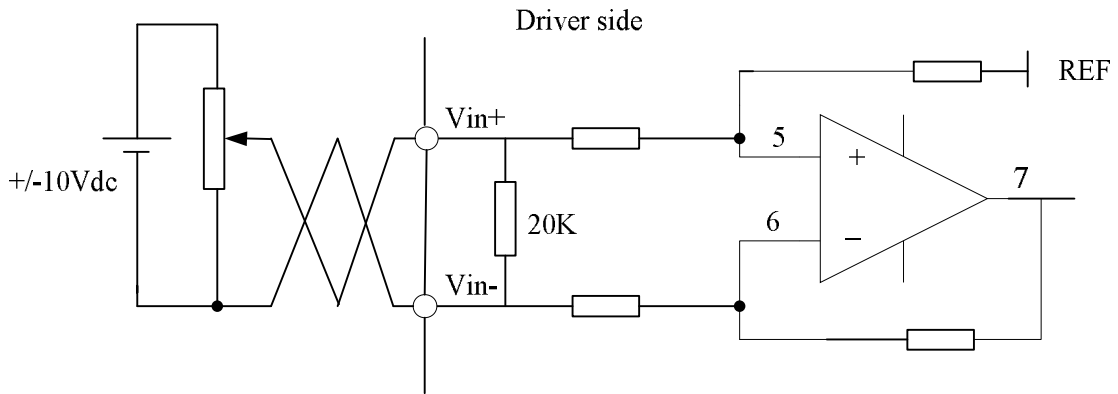 Driver side
REF
Vin+
5
+
7
+/-10Vdc
20K
6
−
Vin-